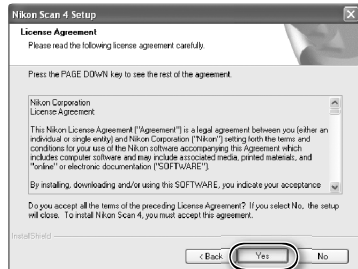 Nikon Scan 4 Setup
License Agreement
Please read the following license agreement carefully.
Press the PAGE DOWN key to see the rest of the agreement.
Nikon Corporation
License Agreement
This Nikon License Agreement ("Agreement") is a legal agreement between you (either an
individual or single entity) and Nikon Corporation ("Nikon") setting forth the terms and
conditions for your use of the Nikon software accompanying this Agreement which
includes computer software and may include associated media, printed materials, and
"online" or electronic documentation ("SOFTWARE").
By installing, downloading and/or using this SOFTWARE, you indicate your acceptance
Do you accept all the terms of the preceding License Agreement? If you select No, the setup
will close. To install Nikon Scan 4, you must accept this agreement.
InstallShield
< Back
Yes
No